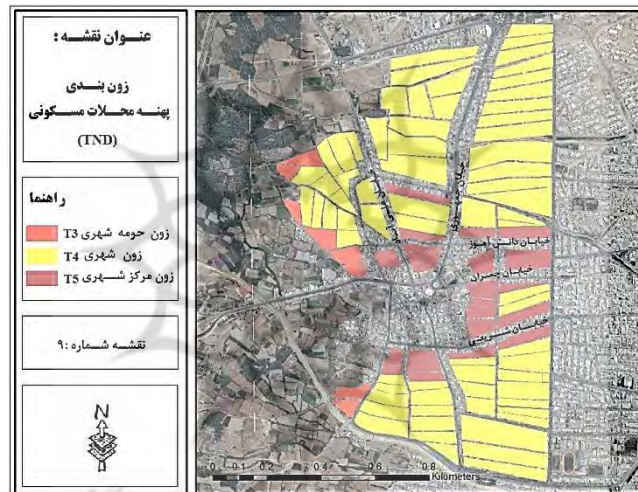 عنوان نقشه :
زون بندی
پهنه محلات مسکونی
(TND)
راهنما
زون حومه شهری T3
زون شهری T4
زون مرکز شهری T5
نقشه شماره :۹
N
خیابان دانش آموز
خیابان چمران
خیابان شریعتی
0 0.1 0.2 0.4 0.6 0.8
Kilometers